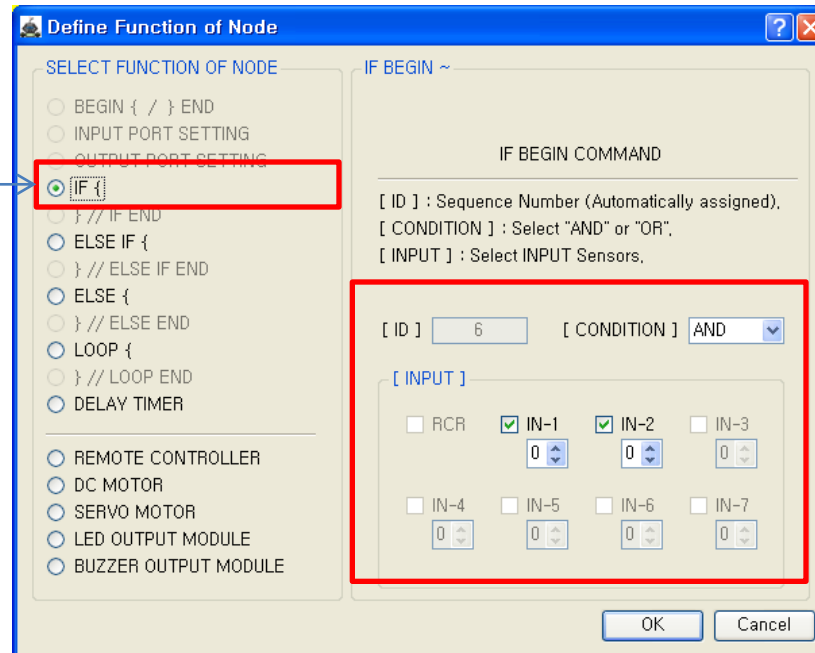 Define Function of Node
SELECT FUNCTION OF NODE
BEGIN { / } END
INPUT PORT SETTING
OUTPUT PORT SETTING
IF {
} // IF END
ELSE IF {
} // ELSE IF END
ELSE {
} // ELSE END
LOOP {
} // LOOP END
DELAY TIMER
REMOTE CONTROLLER
DC MOTOR
SERVO MOTOR
LED OUTPUT MODULE
BUZZER OUTPUT MODULE
IF BEGIN ~
IF BEGIN COMMAND
[ ID ] : Sequence Number (Automatically assigned),
[ CONDITION ] : Select "AND" or "OR",
[ INPUT ] : Select INPUT Sensors,
[ ID ] 6 [ CONDITION ] AND
[ INPUT ]
RCR IN-1 IN-2 IN-3
0 0 0
IN-4 IN-5 IN-6 IN-7
0 0 0 0
OK Cancel